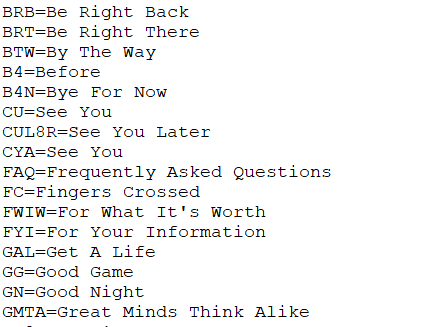 BRB=Be Right Back
BRT=Be Right There
BTW=By The Way
B4=Before
B4N=Bye For Now
CU=See You
CUL8R=See You Later
CYA=See You
FAQ=Frequently Asked Questions
FC=Fingers Crossed
FWIW=For What It's Worth
FYI=For Your Information
GAL=Get A Life
GG=Good Game
GN=Good Night
GMTA=Great Minds Think Alike